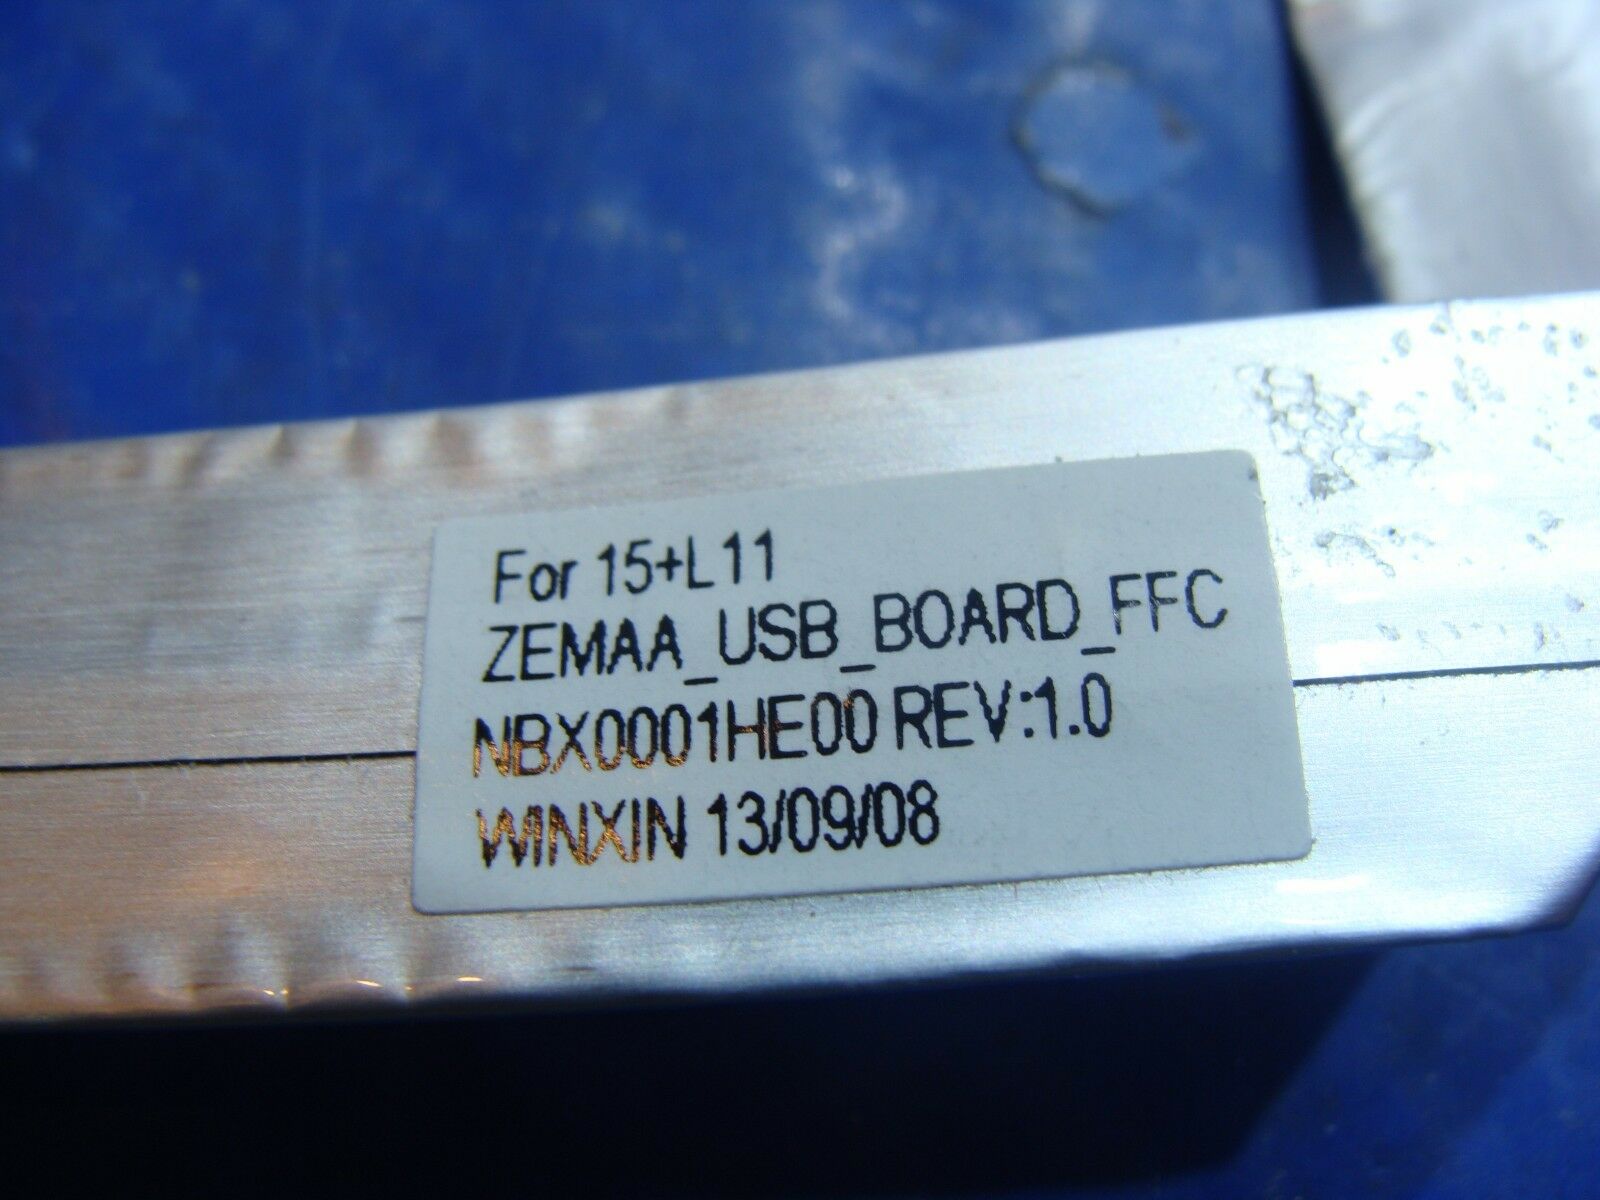 For 15+L11
ZEMAA_USB_BOARD_FFC
NBX0001HE00 REV:1.0
WINXIN 13/09/08